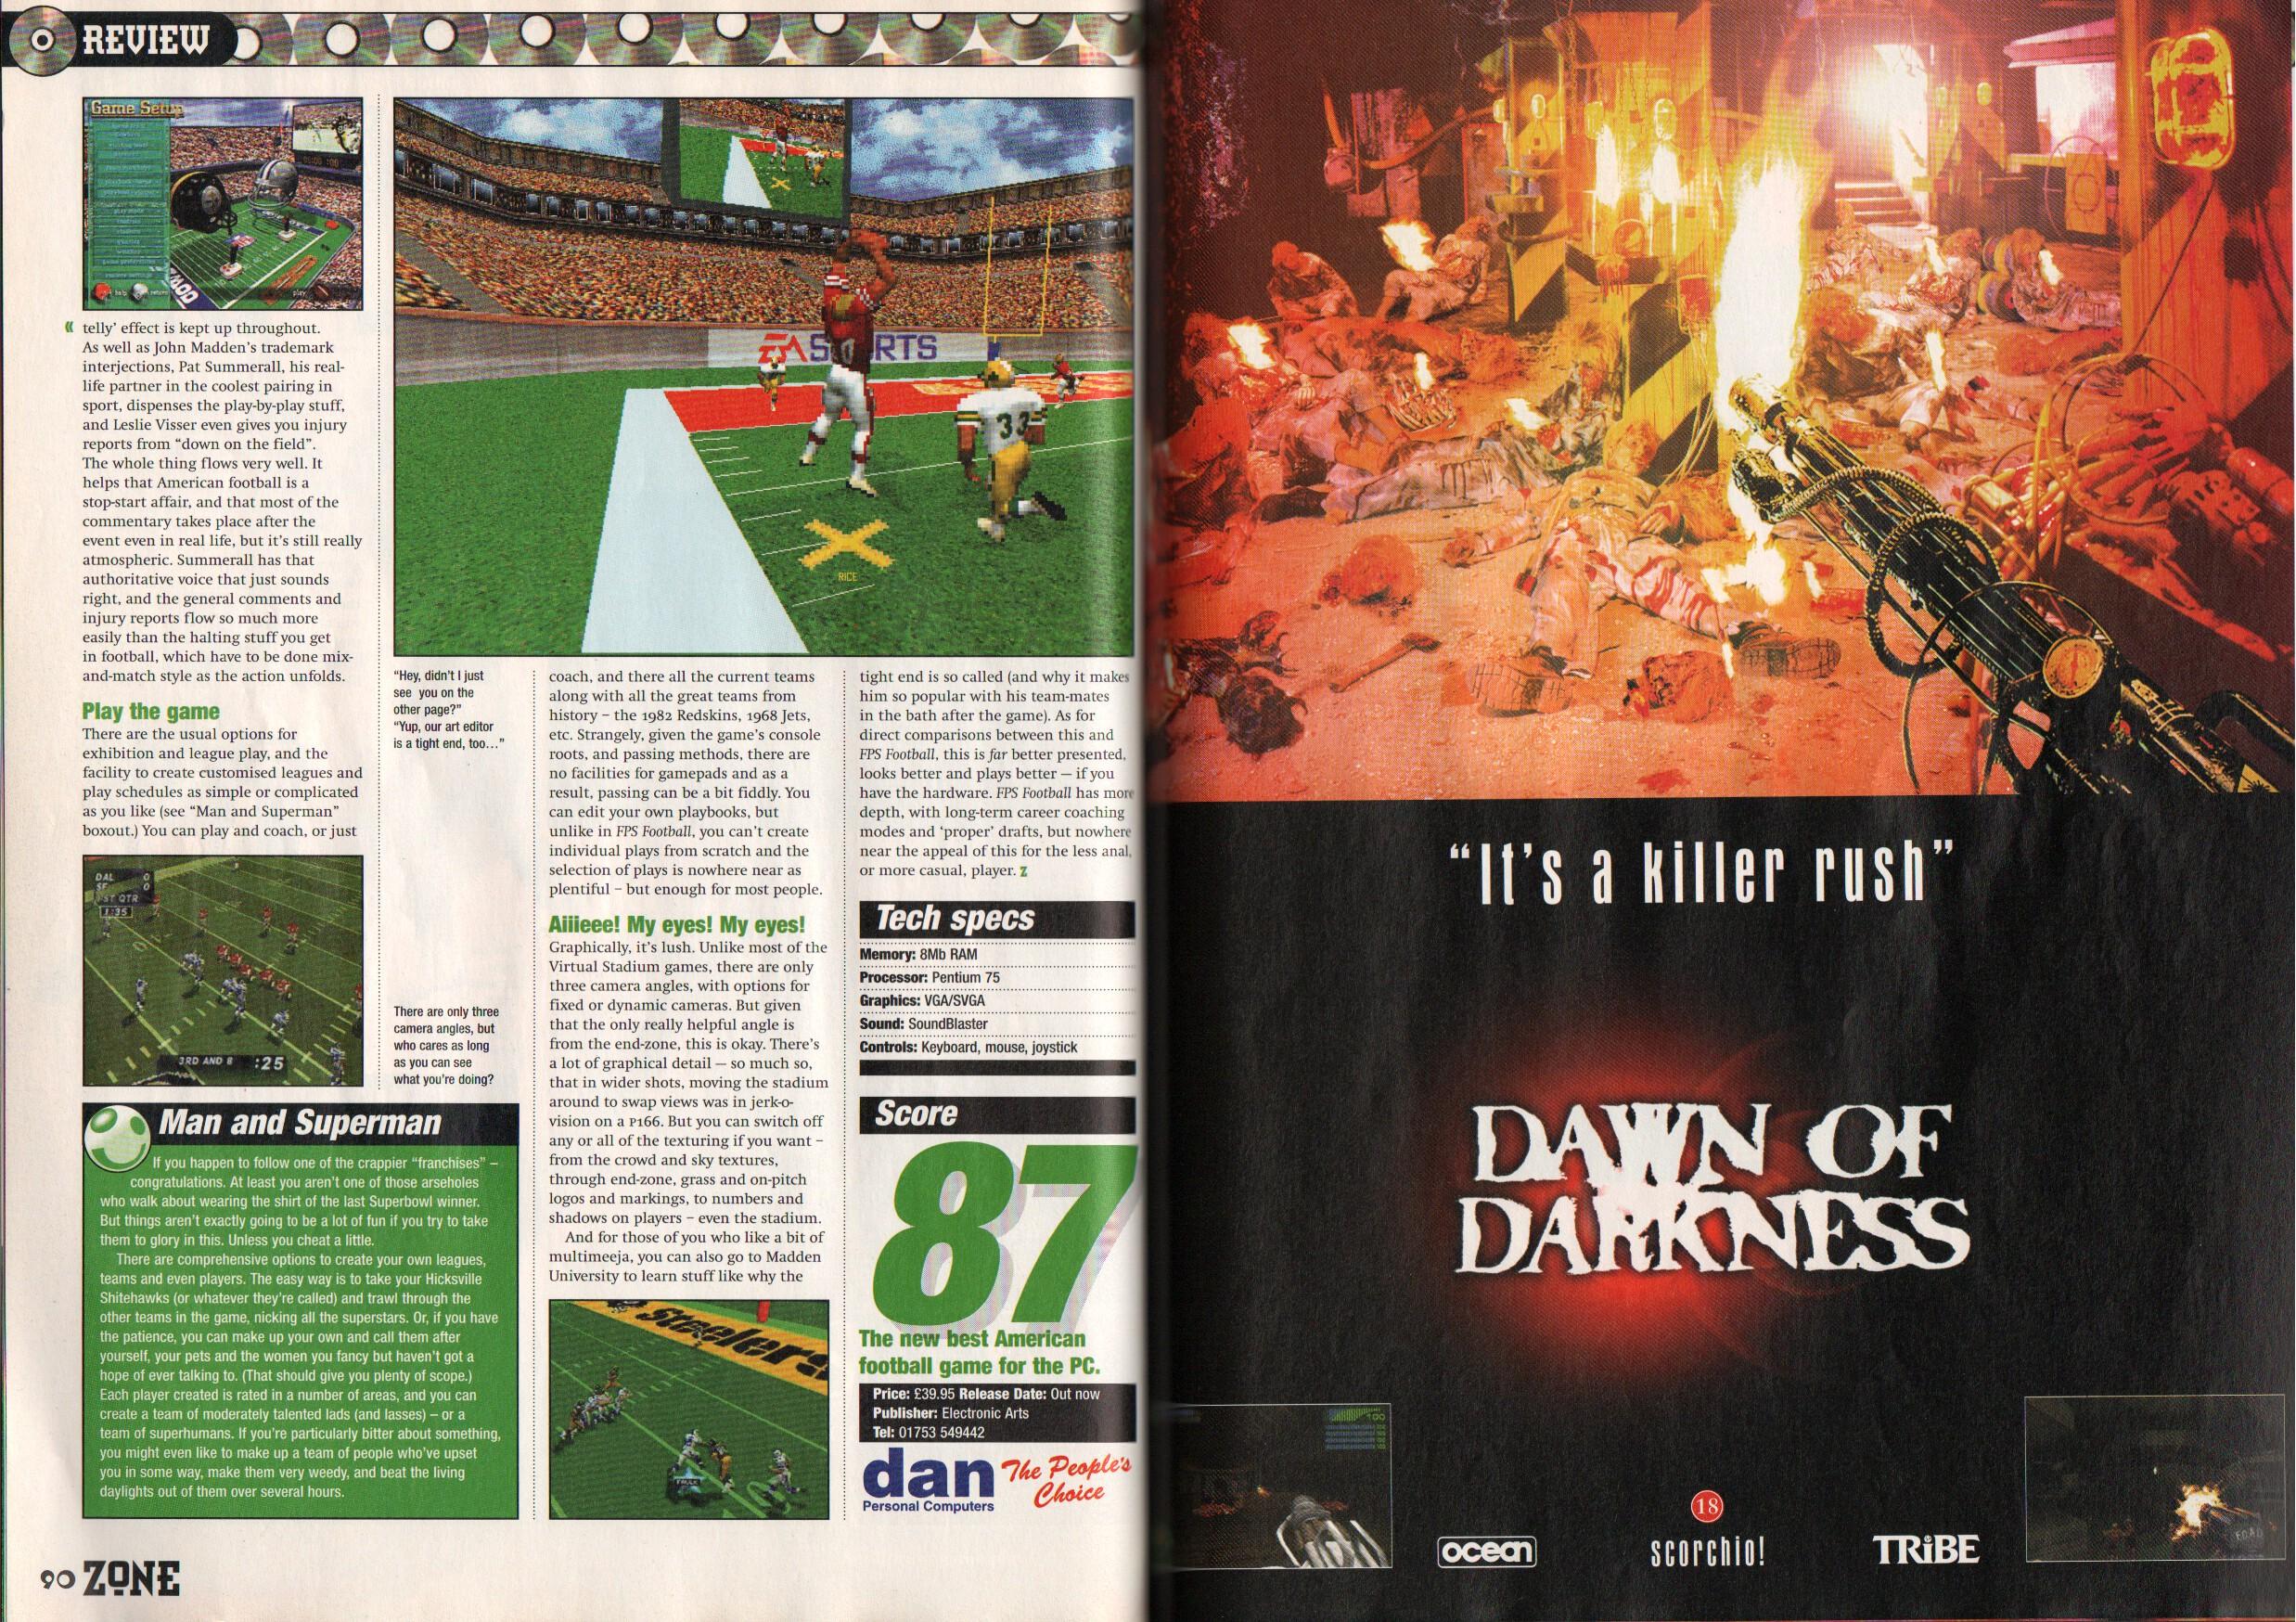 REVIEW
Game Setup
« telly’ effect is kept up throughout.
As well as John Madden’s trademark
interjections, Pat Summerall, his real-
life partner in the coolest pairing in
sport, dispenses the play-by-play stuff,
and Leslie Visser even gives you injury
reports from “down on the field”.
The whole thing flows very well. It
helps that American football is a
stop-start affair, and that most of the
commentary takes place after the
event even in real life, but it’s still really
atmospheric. Summerall has that
authoritative voice that just sounds
right, and the general comments and
injury reports flow so much more
easily than the halting stuff you get
in football, which have to be done mix-
and-match style as the action unfolds.
Play the game
There are the usual options for
exhibition and league play, and the
facility to create customised leagues and
play schedules as simple or complicated
as you like (see “Man and Superman”
boxout.) You can play and coach, or just
DAL 0
SF 0
1ST QTR
1:35
3RD AND 8 :25
EA SPORTS
33
RICE
“Hey, didn’t I just
see you on the
other page?”
“Yup, our art editor
is a tight end, too...”
There are only three
camera angles, but
who cares as long
as you can see
what you’re doing?
Man and Superman
If you happen to follow one of the crappier “franchises” –
congratulations. At least you aren’t one of those arseholes
who walk about wearing the shirt of the last Superbowl winner.
But things aren’t exactly going to be a lot of fun if you try to take
them to glory in this. Unless you cheat a little.
There are comprehensive options to create your own leagues,
teams and even players. The easy way is to take your Hicksville
Shitehawks (or whatever they’re called) and trawl through the
other teams in the game, nicking all the superstars. Or, if you have
the patience, you can make up your own and call them after
yourself, your pets and the women you fancy but haven’t got a
hope of ever talking to. (That should give you plenty of scope.)
Each player created is rated in a number of areas, and you can
create a team of moderately talented lads (and lasses) – or a
team of superhumans. If you’re particularly bitter about something,
you might even like to make up a team of people who’ve upset
you in some way, make them very weedy, and beat the living
daylights out of them over several hours.
coach, and there all the current teams
along with all the great teams from
history – the 1982 Redskins, 1968 Jets,
etc. Strangely, given the game’s console
roots, and passing methods, there are
no facilities for gamepads and as a
result, passing can be a bit fiddly. You
can edit your own playbooks, but
unlike in FPS Football, you can’t create
individual plays from scratch and the
selection of plays is nowhere near as
plentiful – but enough for most people.
Aiiieee! My eyes! My eyes!
Graphically, it’s lush. Unlike most of the
Virtual Stadium games, there are only
three camera angles, with options for
fixed or dynamic cameras. But given
that the only really helpful angle is
from the end-zone, this is okay. There’s
a lot of graphical detail — so much so,
that in wider shots, moving the stadium
around to swap views was in jerk-o-
vision on a P166. But you can switch off
any or all of the texturing if you want –
from the crowd and sky textures,
through end-zone, grass and on-pitch
logos and markings, to numbers and
shadows on players – even the stadium.
And for those of you who like a bit of
multimeeja, you can also go to Madden
University to learn stuff like why the
Steelers
tight end is so called (and why it makes
him so popular with his team-mates
in the bath after the game). As for
direct comparisons between this and
FPS Football, this is far better presented,
looks better and plays better — if you
have the hardware. FPS Football has more
depth, with long-term career coaching
modes and ‘proper’ drafts, but nowhere
near the appeal of this for the less anal,
or more casual, player. Z
Tech specs
Memory: 8Mb RAM
Processor: Pentium 75
Graphics: VGA/SVGA
Sound: SoundBlaster
Controls: Keyboard, mouse, joystick
Score
87
The new best American
football game for the PC.
Price: £39.95 Release Date: Out now
Publisher: Electronic Arts
Tel: 01753 549442
dan The People’s
Personal Computers Choice
90 ZONE
“It’s a killer rush”
DAWN OF
DARKNESS
100
18
ocean scorchio! TRiBE